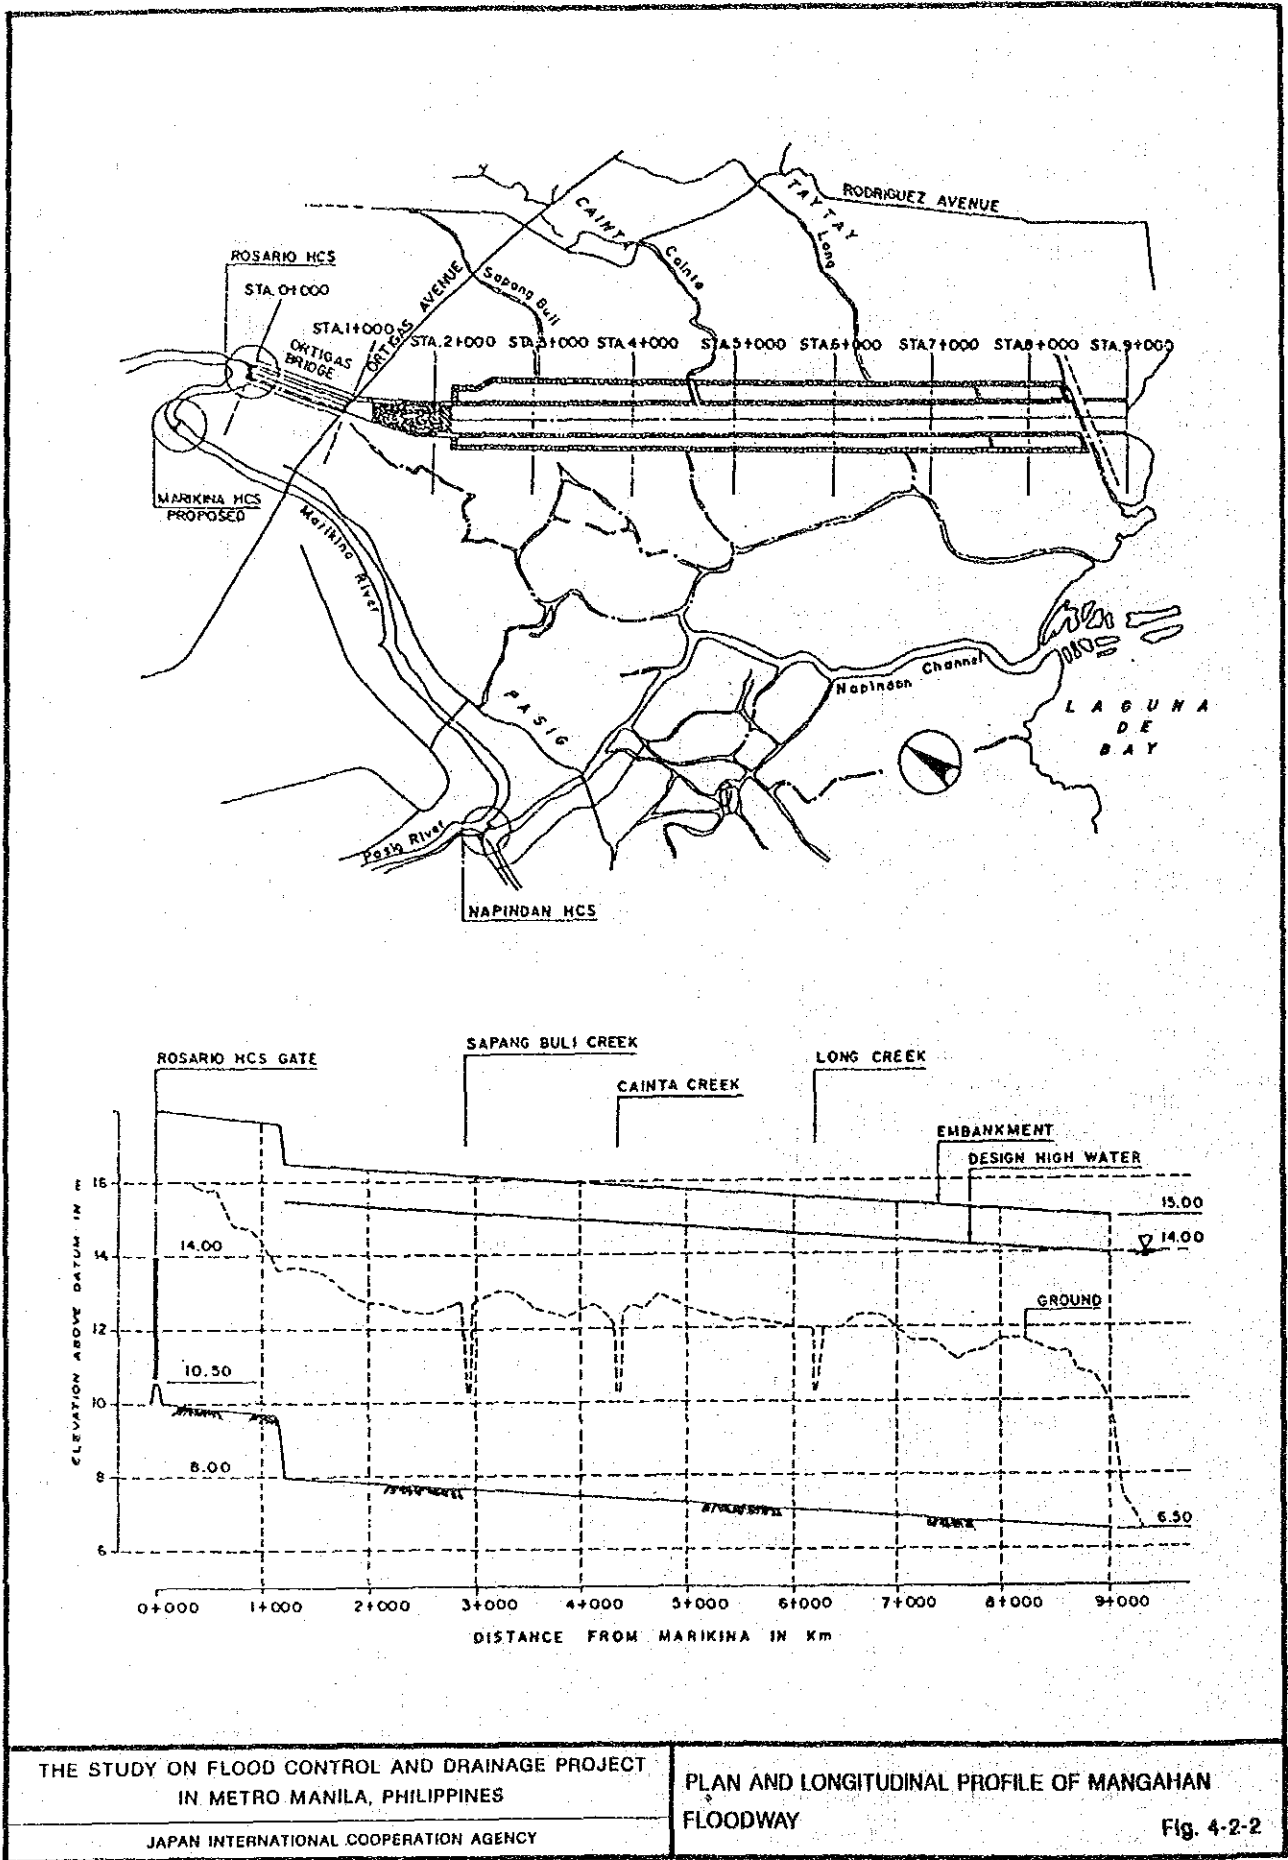 RODRIGUEZ AVENUE
TAYTAY
CAINTA
Long
Cainta
ROSARIO HCS
STA. 0+000
ORTIGAS AVENUE
Sapang Buli
STA.1+000
ORTIGAS
BRIDGE
STA.2+000 STA.3+000 STA.4+000 STA.5+000 STA.6+000 STA.7+000 STA.8+000 STA.9+000
MARIKINA HCS
PROPOSED
Marikina River
PASIG
Napindan Channel
LAGUNA
DE
BAY
Pasig River
NAPINDAN HCS
ROSARIO HCS GATE
SAPANG BULI CREEK
LONG CREEK
CAINTA CREEK
EMBANKMENT
DESIGN HIGH WATER
ELEVATION ABOVE DATUM IN m
16
15.00
14
14.00
14.00
GROUND
12
10.50
10
8.00
8
6.50
6
0+000 1+000 2+000 3+000 4+000 5+000 6+000 7+000 8+000 9+000
DISTANCE FROM MARIKINA IN Km
THE STUDY ON FLOOD CONTROL AND DRAINAGE PROJECT
IN METRO MANILA, PHILIPPINES
JAPAN INTERNATIONAL COOPERATION AGENCY
PLAN AND LONGITUDINAL PROFILE OF MANGAHAN
FLOODWAY
Fig. 4-2-2